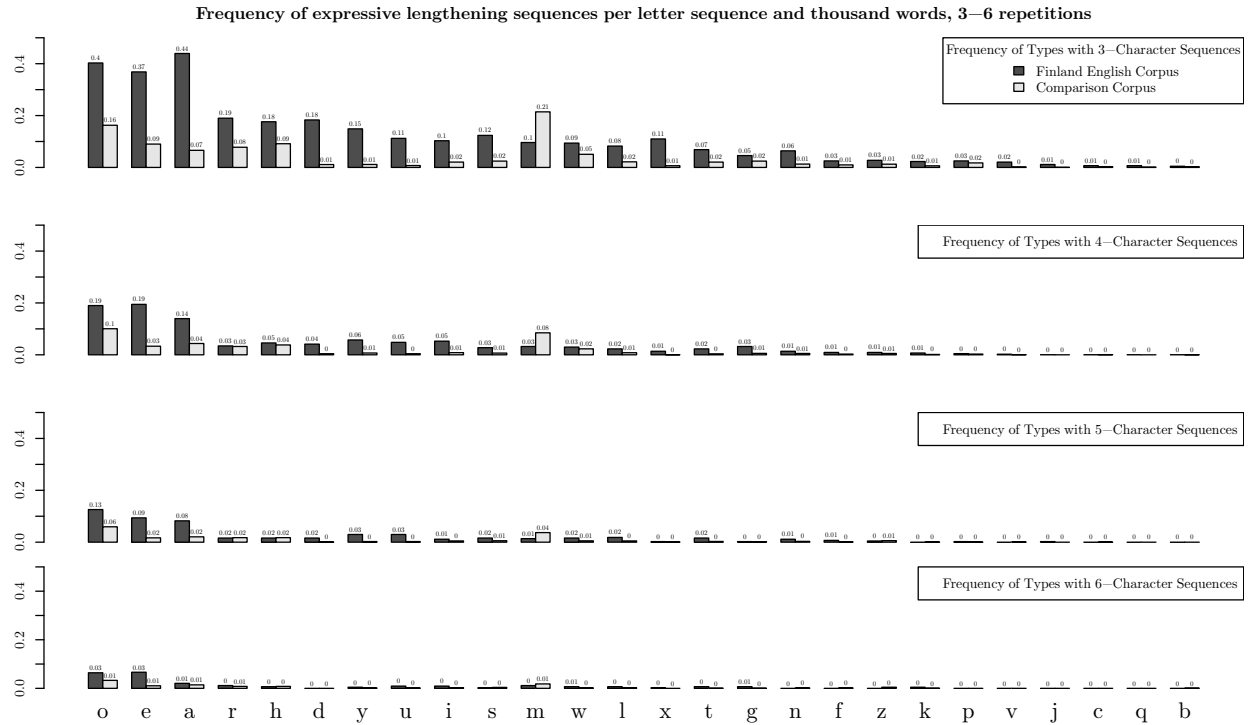 Frequency of expressive lengthening sequences per letter sequence and thousand words, 3−6 repetitions
Frequency of Types with 3−Character Sequences
Finland English Corpus
Comparison Corpus
0.0 0.2 0.4
0.4 0.16 0.37 0.09 0.44 0.07 0.19 0.08 0.18 0.09 0.18 0.01 0.15 0.01 0.11 0.01 0.1 0.02 0.12 0.02 0.1 0.21 0.09 0.05 0.08 0.02 0.11 0.01 0.07 0.02 0.05 0.02 0.06 0.01 0.03 0.01 0.03 0.01 0.02 0.01 0.03 0.02 0.02 0 0.01 0 0.01 0 0.01 0 0 0
Frequency of Types with 4−Character Sequences
0.0 0.2 0.4
0.19 0.1 0.19 0.03 0.14 0.04 0.03 0.03 0.05 0.04 0.04 0 0.06 0.01 0.05 0 0.05 0.01 0.03 0.01 0.03 0.08 0.03 0.02 0.02 0.01 0.01 0 0.02 0 0.03 0.01 0.01 0.01 0.01 0 0.01 0.01 0.01 0 0 0 0 0 0 0 0 0 0 0 0 0
Frequency of Types with 5−Character Sequences
0.0 0.2 0.4
0.13 0.06 0.09 0.02 0.08 0.02 0.02 0.02 0.02 0.02 0.02 0 0.03 0 0.03 0 0.01 0 0.02 0.01 0.01 0.04 0.02 0.01 0.02 0 0 0 0.02 0 0 0 0.01 0 0.01 0 0 0.01 0 0 0 0 0 0 0 0 0 0 0 0 0 0
Frequency of Types with 6−Character Sequences
0.0 0.2 0.4
0.03 0.01 0.03 0.01 0.01 0.01 0 0.01 0 0 0 0 0 0 0 0 0 0 0 0 0.01 0.01 0.01 0 0 0 0 0 0 0 0.01 0 0 0 0 0 0 0 0 0 0 0 0 0 0 0 0 0 0 0 0 0
o e a r h d y u i s m w l x t g n f z k p v j c q b